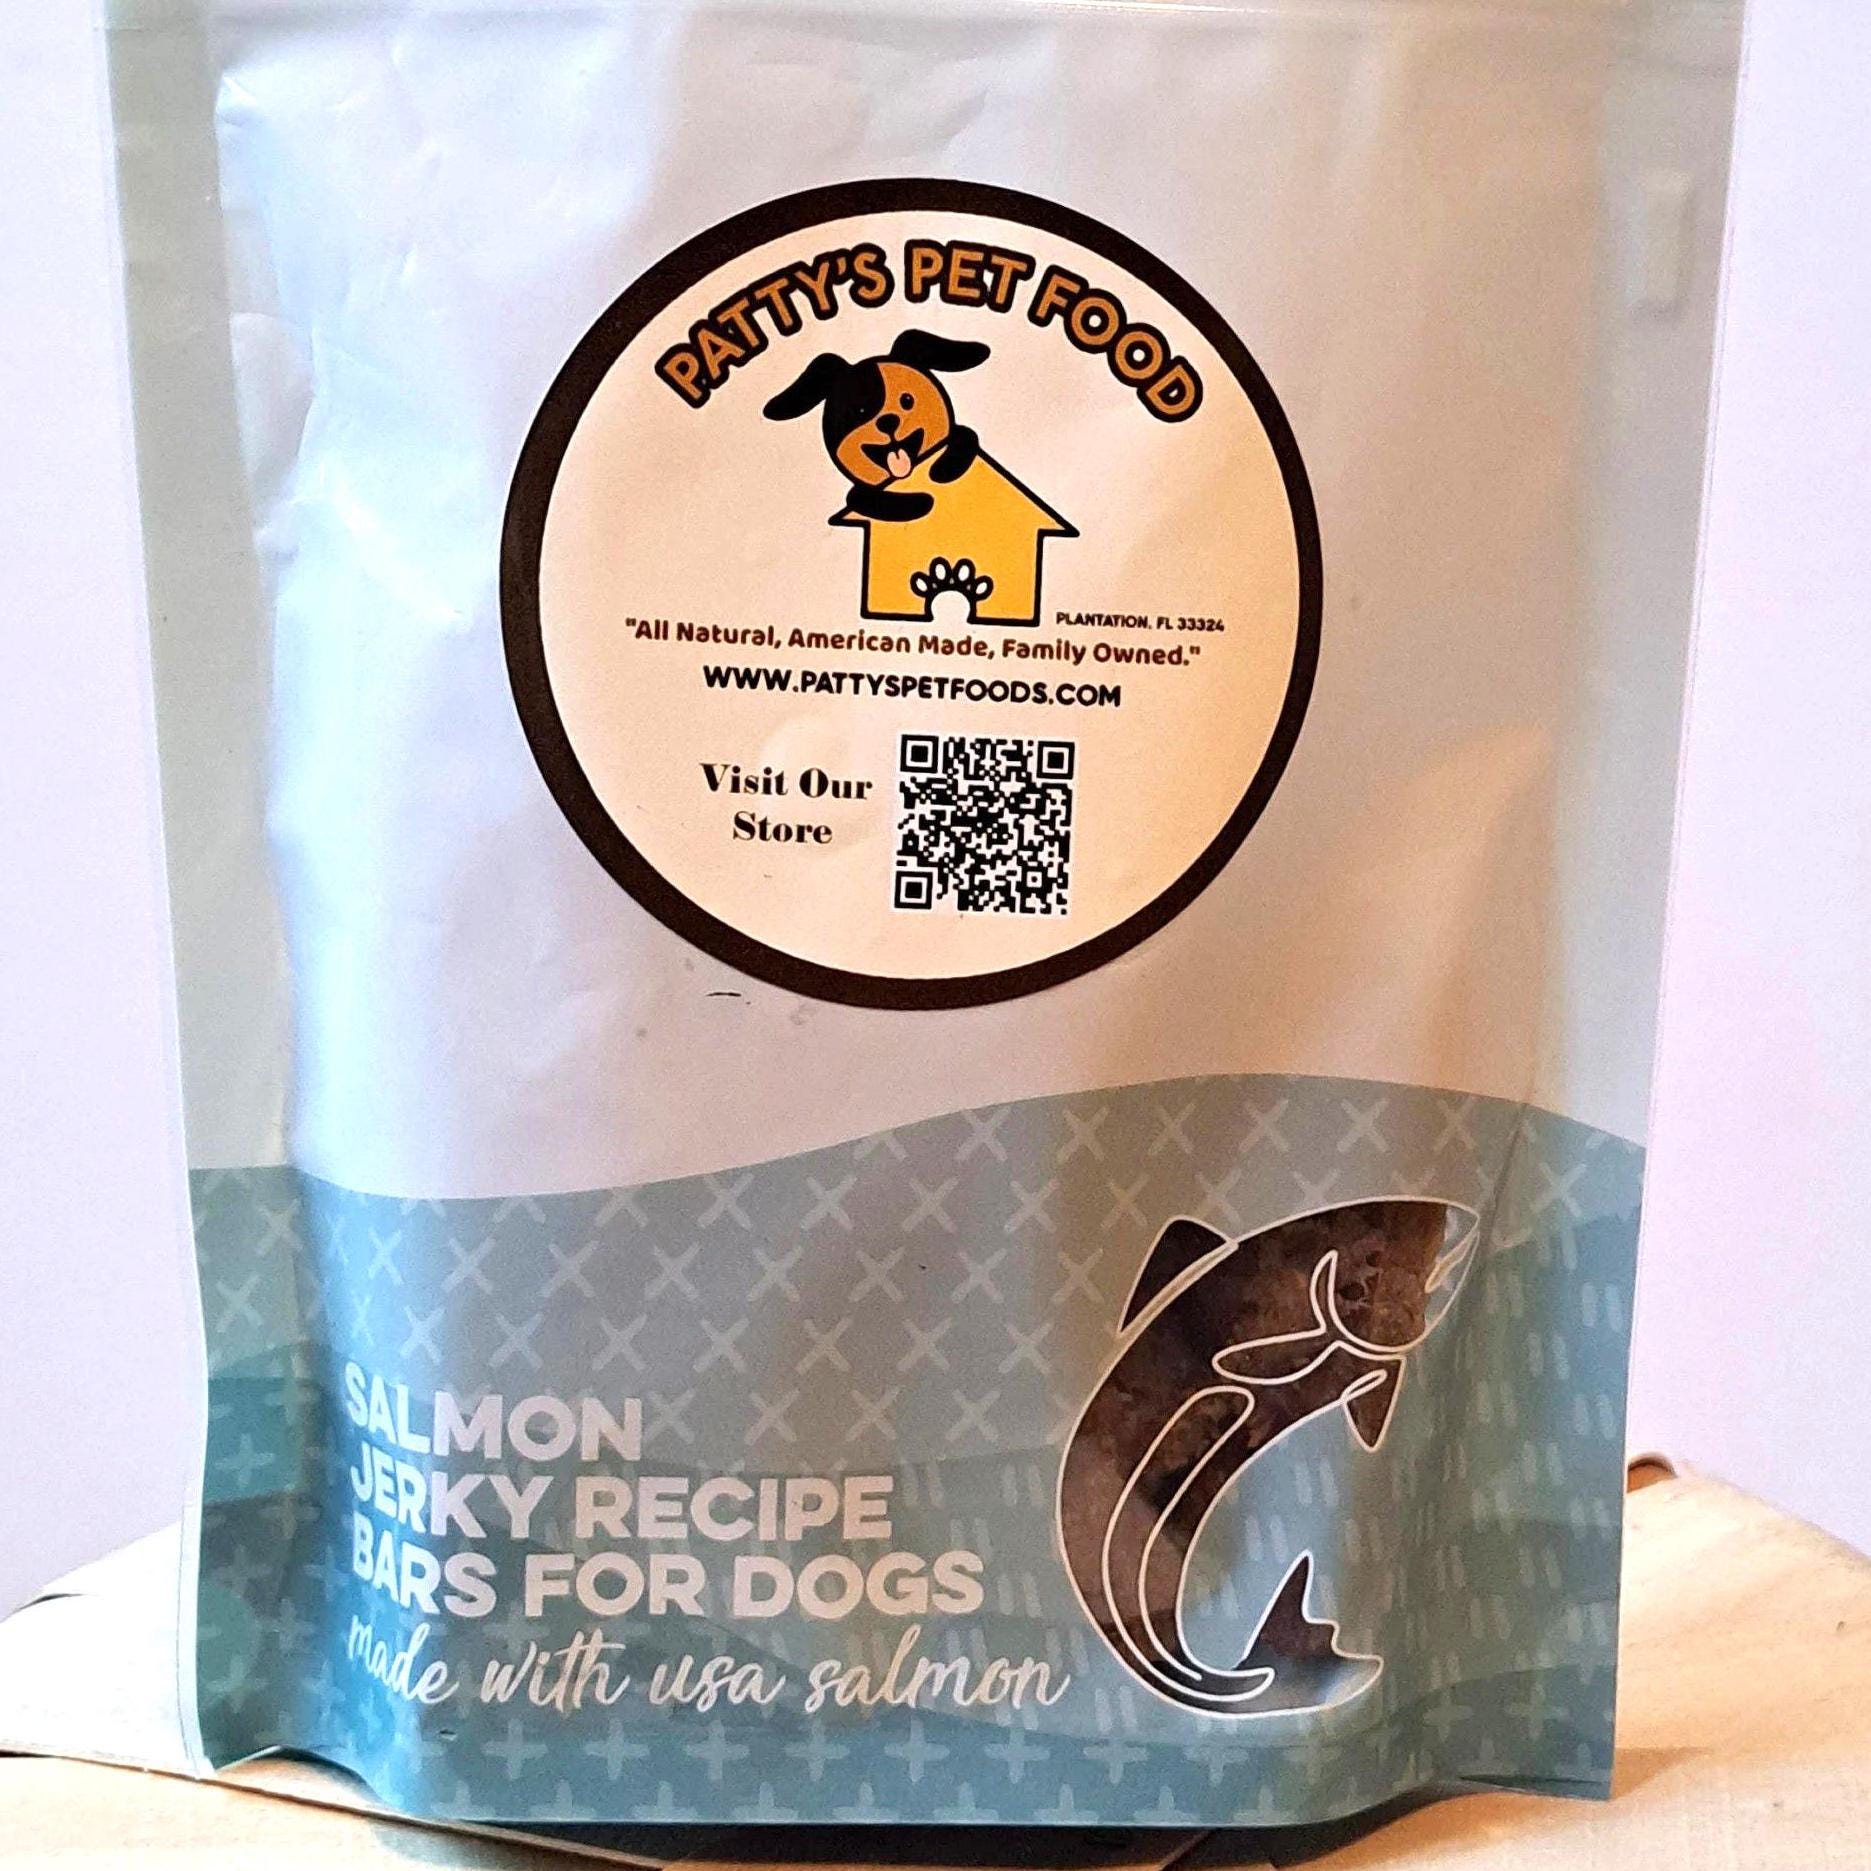 PATTY'S PET FOOD
PLANTATION, FL 33324
"All Natural, American Made, Family Owned."
WWW.PATTYSPETFOODS.COM
Visit Our
Store
SALMON
JERKY RECIPE
BARS FOR DOGS
made with usa salmon